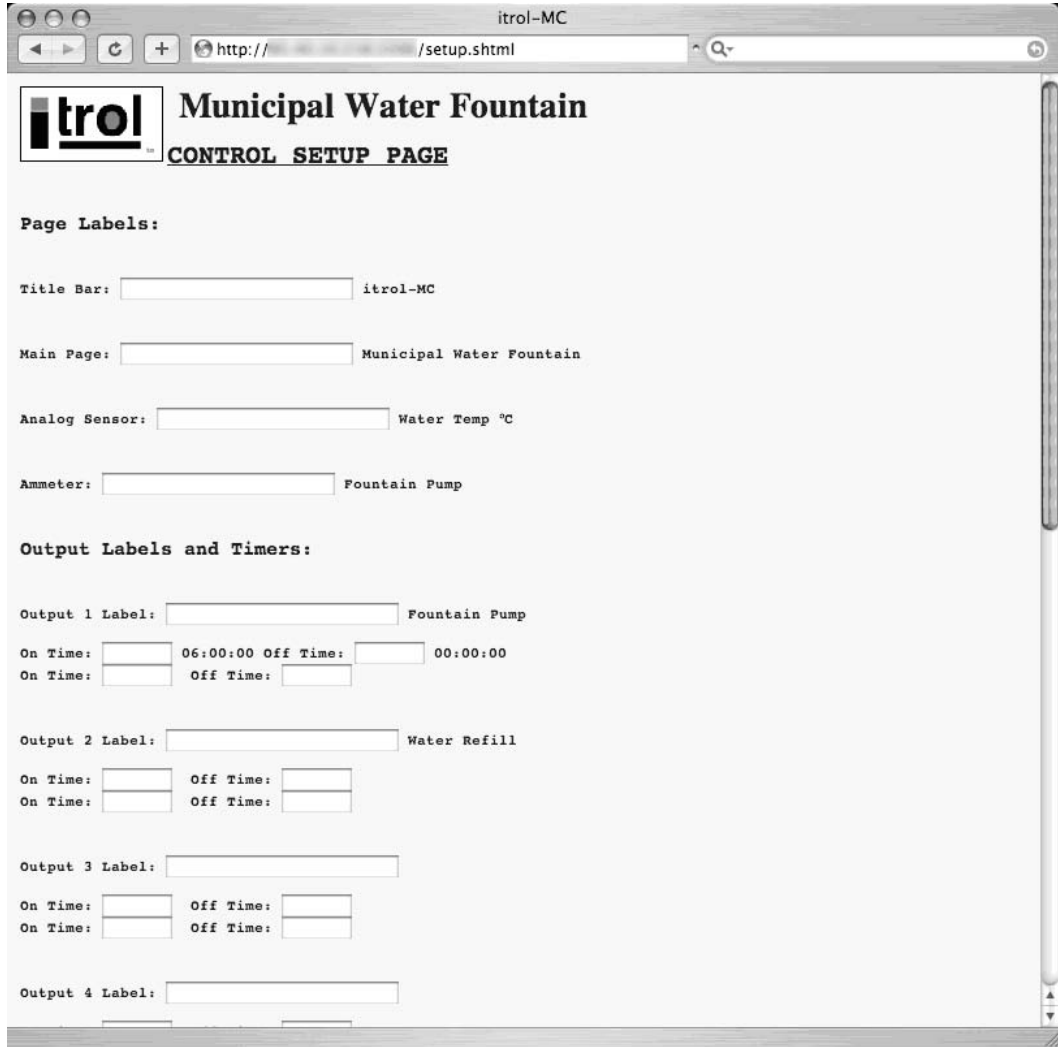 itrol-MC
http:// /setup.shtml
itrol
Municipal Water Fountain
CONTROL SETUP PAGE
Page Labels:
Title Bar: itrol-MC
Main Page: Municipal Water Fountain
Analog Sensor: Water Temp °C
Ammeter: Fountain Pump
Output Labels and Timers:
Output 1 Label: Fountain Pump
On Time: 06:00:00 Off Time: 00:00:00
On Time: Off Time:
Output 2 Label: Water Refill
On Time: Off Time:
On Time: Off Time:
Output 3 Label:
On Time: Off Time:
On Time: Off Time:
Output 4 Label: